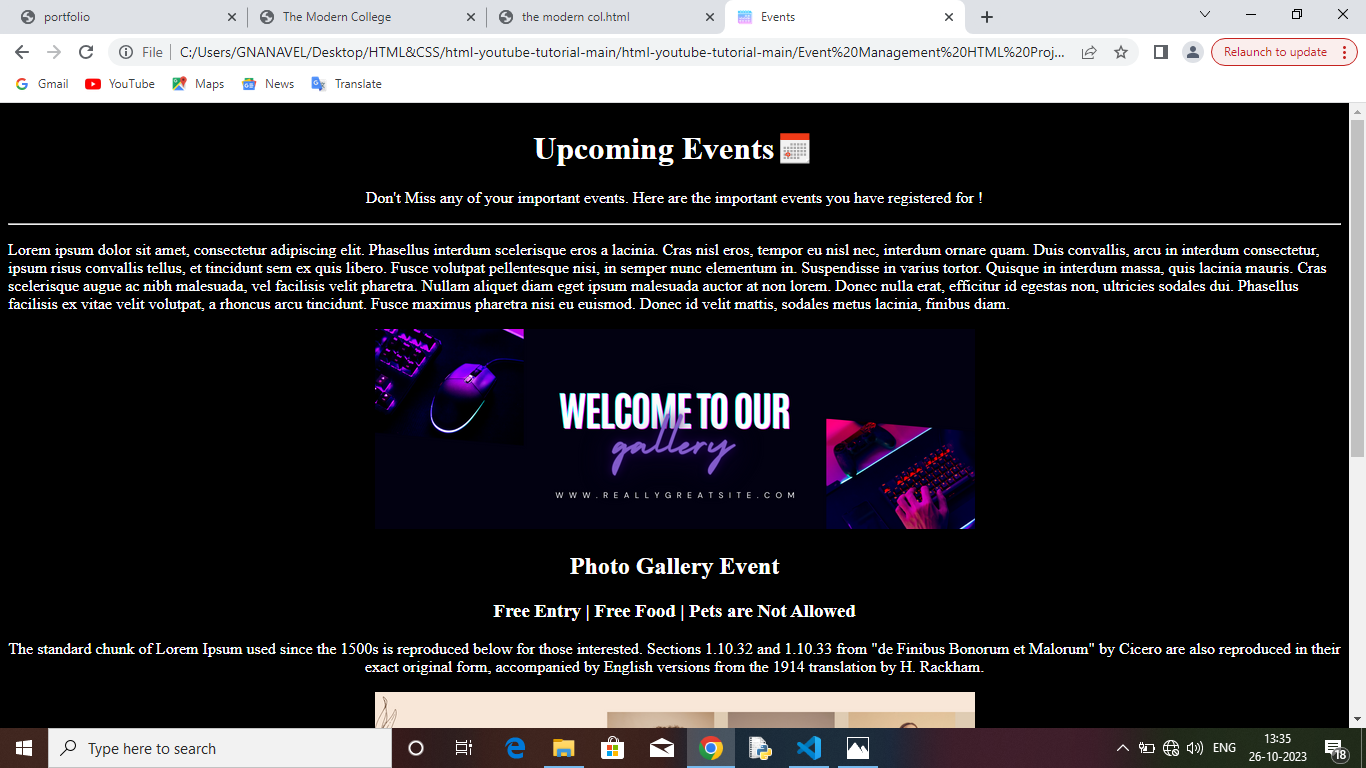 portfolio
The Modern College
the modern col.html
Events
File
C:/Users/GNANAVEL/Desktop/HTML&CSS/html-youtube-tutorial-main/html-youtube-tutorial-main/Event%20Management%20HTML%20Proj...
Relaunch to update
Gmail
YouTube
Maps
News
Translate
Upcoming Events
Don't Miss any of your important events. Here are the important events you have registered for !
Lorem ipsum dolor sit amet, consectetur adipiscing elit. Phasellus interdum scelerisque eros a lacinia. Cras nisl eros, tempor eu nisl nec, interdum ornare quam. Duis convallis, arcu in interdum consectetur,
ipsum risus convallis tellus, et tincidunt sem ex quis libero. Fusce volutpat pellentesque nisi, in semper nunc elementum in. Suspendisse in varius tortor. Quisque in interdum massa, quis lacinia mauris. Cras
scelerisque augue ac nibh malesuada, vel facilisis velit pharetra. Nullam aliquet diam eget ipsum malesuada auctor at non lorem. Donec nulla erat, efficitur id egestas non, ultricies sodales dui. Phasellus
facilisis ex vitae velit volutpat, a rhoncus arcu tincidunt. Fusce maximus pharetra nisi eu euismod. Donec id velit mattis, sodales metus lacinia, finibus diam.
WELCOME TO OUR
gallery
WWW.REALLYGREATSITE.COM
Photo Gallery Event
Free Entry | Free Food | Pets are Not Allowed
The standard chunk of Lorem Ipsum used since the 1500s is reproduced below for those interested. Sections 1.10.32 and 1.10.33 from "de Finibus Bonorum et Malorum" by Cicero are also reproduced in their
exact original form, accompanied by English versions from the 1914 translation by H. Rackham.
Type here to search
ENG
13:35
26-10-2023
18